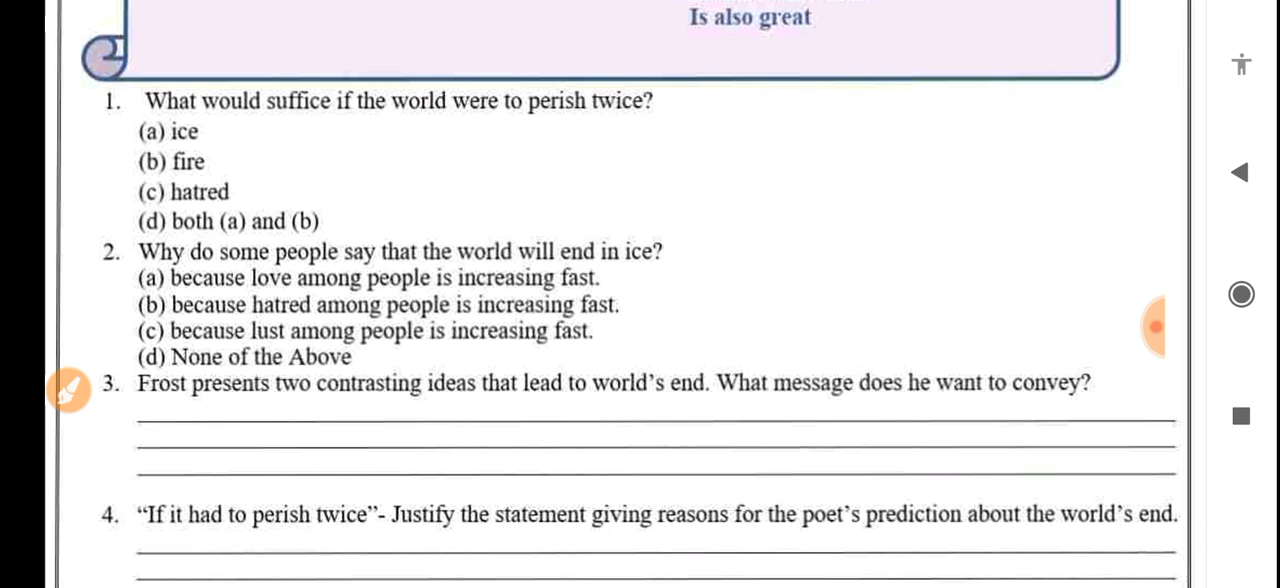 Is also great
1. What would suffice if the world were to perish twice?
(a) ice
(b) fire
(c) hatred
(d) both (a) and (b)
2. Why do some people say that the world will end in ice?
(a) because love among people is increasing fast.
(b) because hatred among people is increasing fast.
(c) because lust among people is increasing fast.
(d) None of the Above
3. Frost presents two contrasting ideas that lead to world’s end. What message does he want to convey?
4. “If it had to perish twice”- Justify the statement giving reasons for the poet’s prediction about the world’s end.